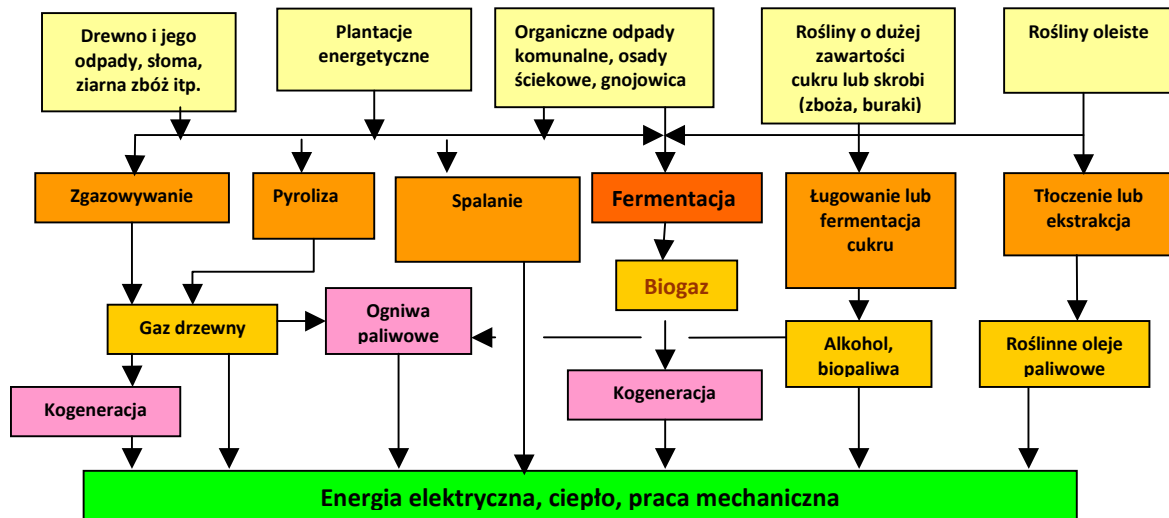 Drewno i jego
odpady, słoma,
ziarna zbóż itp.
Plantacje
energetyczne
Organiczne odpady
komunalne, osady
ściekowe, gnojowica
Rośliny o dużej
zawartości
cukru lub skrobi
(zboża, buraki)
Rośliny oleiste
Zgazowywanie
Pyroliza
Spalanie
Fermentacja
Ługowanie lub
fermentacja
cukru
Tłoczenie lub
ekstrakcja
Biogaz
Gaz drzewny
Ogniwa
paliwowe
Alkohol,
biopaliwa
Roślinne oleje
paliwowe
Kogeneracja
Kogeneracja
Energia elektryczna, ciepło, praca mechaniczna